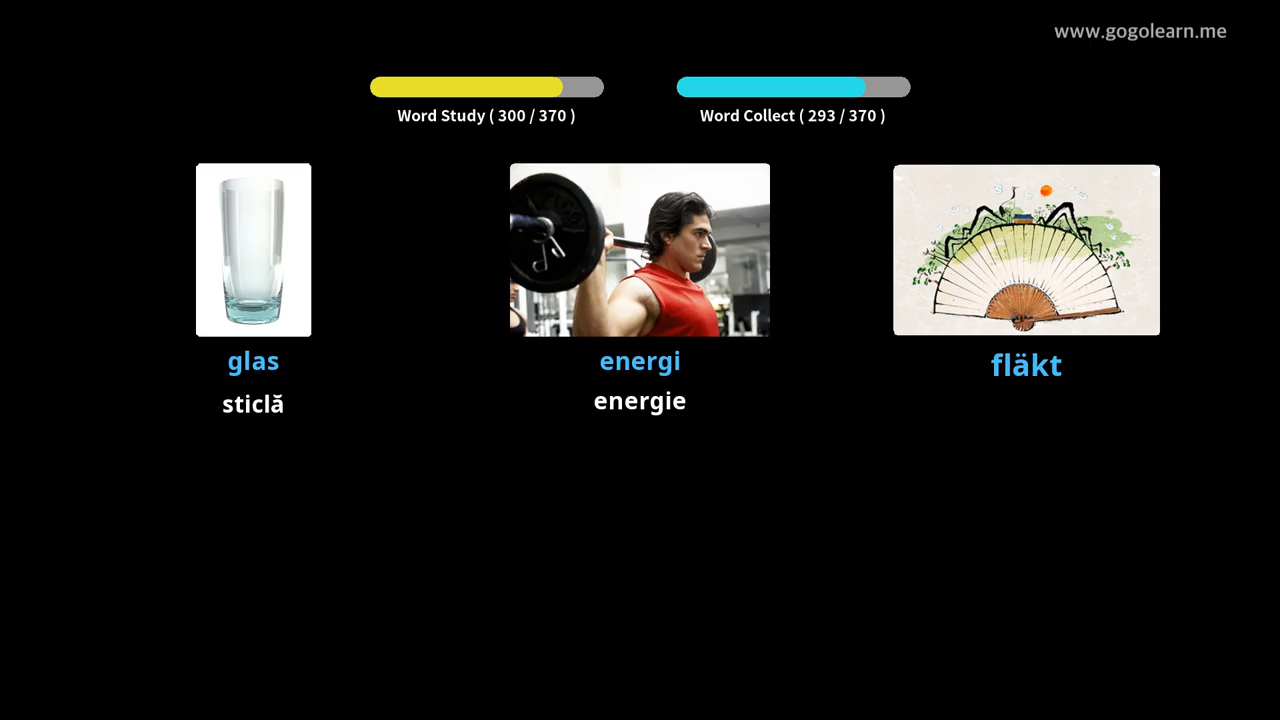 www.gogolearn.me
Word Study ( 300 / 370 )
Word Collect ( 293 / 370 )
glas
energi
fläkt
sticlă
energie